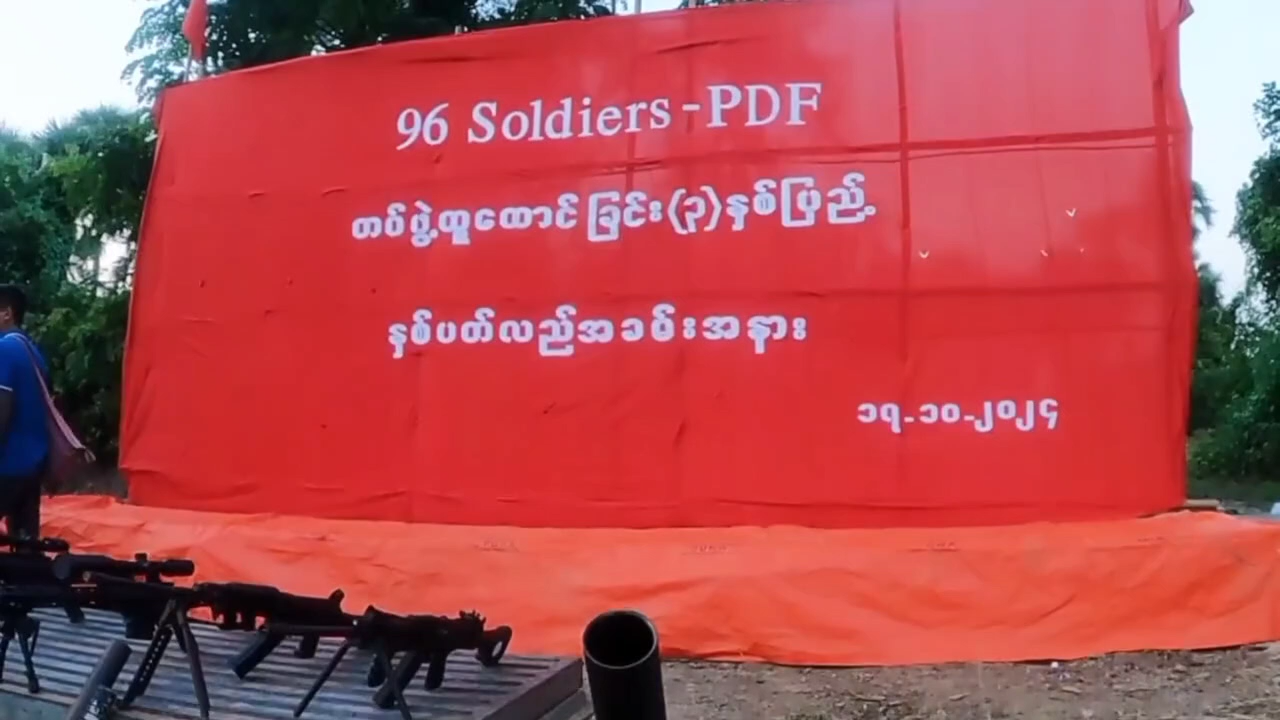 96 Soldiers-PDF
တပ်ဖွဲ့ထူထောင်ခြင်း(၃)နှစ်ပြည့်
နှစ်ပတ်လည်အခမ်းအနား
၁၇-၁၀-၂၀၂၄